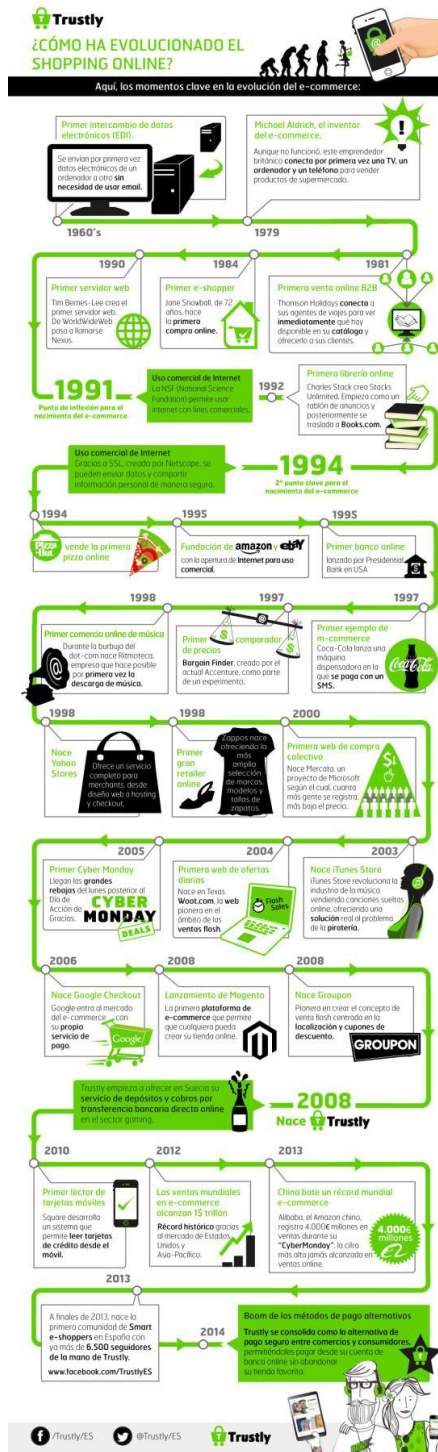 Trustly
¿CÓMO HA EVOLUCIONADO EL
SHOPPING ONLINE?
Aquí, los momentos clave en la evolución del e-commerce:
Primer intercambio de datos
electrónicos (EDI).
Se envían por primera vez
datos electrónicos de un
ordenador a otro sin
necesidad de usar email.
1960's
Michael Aldrich, el inventor
del e-commerce.
Aunque no funcionó, este emprendedor
británico conecta por primera vez una TV, un
ordenador y un teléfono para vender
productos de supermercado.
1979
1981
Primera venta online B2B
Thomson Holidays conecta a
sus agentes de viajes para ver
inmediatamente qué hay
disponible en su catálogo y
ofrecerlo a sus clientes.
1984
Primer e-shopper
Jane Snowball, de 72
años, hace
la primera
compra online.
1990
Primer servidor web
Tim Bernes-Lee crea el
primer servidor web.
De WorldWideWeb
pasa a llamarse
Nexus.
1991
Punto de inflexión para el
nacimiento del e-commerce
Uso comercial de Internet
La NSF (National Science
Fundation) permite usar
internet con fines comerciales.
1992
Primera librería online
Charles Stack crea Stacks
Unlimited. Empieza como un
tablón de anuncios y
posteriormente se
traslada a Books.com.
Uso comercial de Internet
Gracias a SSL, creado por Netscape, se
pueden enviar datos y compartir
información personal de manera segura.
1994
2º punto clave para el
nacimiento del e-commerce
1994
Pizza Hut
vende la primera
pizza online
1995
Fundación de amazon y ebay
con la apertura de Internet para uso
comercial.
1995
Primer banco online
lanzado por Presidential
Bank en USA
1997
Primer ejemplo de
m-commerce
Coca-Cola lanza una
máquina
dispensadora en la
que se paga con un
SMS.
Coca-Cola
1997
Primer comparador
de precios
Bargain Finder, creado por el
actual Accenture, como parte
de un experimento.
1998
Primer comercio online de música
Durante la burbuja del
dot-com nace Ritmoteca,
empresa que hace posible
por primera vez la
descarga de música.
1998
Nace
Yahoo
Stores
Ofrece un servicio
completo para
merchants, desde
diseño web a hosting
y checkout.
1998
Primer
gran
retailer
online
Zappos nace
ofreciendo la
más
amplia
selección
de marcas,
modelos y
tallas de
zapatos.
2000
Primera web de compra
colectiva
Nace Mercata, un
proyecto de Microsoft
según el cual, cuanta
más gente se registra,
más baja el precio.
2003
Nace iTunes Store
iTunes Store revoluciona la
industria de la música
vendiendo canciones sueltas
online, ofreciendo una
solución real al problema
de la piratería.
2004
Primera web de ofertas
diarias
Nace en Texas
Woot.com, la web
pionera en el
ámbito de las
ventas flash.
Flash
Sales
2005
Primer Cyber Monday
Llegan las grandes
rebajas del lunes posterior al
Día de
Acción de
Gracias.
CYBER
MONDAY
DEALS
2006
Nace Google Checkout
Google entra al mercado
del e-commerce con
su propio
servicio de
pago.
Google
2008
Lanzamiento de Magento
La primera plataforma de
e-commerce que permite
que cualquiera pueda
crear su tienda online.
2008
Nace Groupon
Pionera en crear el concepto de
venta flash centrada en la
localización y cupones de
descuento.
GROUPON
Trustly empieza a ofrecer en Suecia su
servicio de depósitos y cobros por
transferencia bancaria directa online
en el sector gaming.
2008
Nace Trustly
2010
Primer lector de
tarjetas móviles
Square desarrolla
un sistema que
permite leer tarjetas
de crédito desde el
móvil.
2012
Las ventas mundiales
en e-commerce
alcanzan 1$ trillón
Récord histórico gracias
al mercado de Estados
Unidos y
Asia-Pacífico.
2013
China bate un récord mundial
e-commerce
Alibaba, el Amazon chino,
registra 4.000€ millones
en ventas durante su
"CyberMonday", la cifra
más alta jamás alcanzada en
ventas online.
4.000€
millones
2013
A finales de 2013, nace la
primera comunidad de Smart
e-shoppers en España con
ya más de 6.500 seguidores
de la mano de Trustly.
www.facebook.com/TrustlyES
2014
Boom de los métodos de pago alternativos
Trustly se consolida como la alternativa de
pago seguro entre comercios y consumidores,
permitiéndoles pagar desde su cuenta de
banca online sin abandonar
su tienda favorita.
/Trustly/ES
@Trustly/ES
Trustly